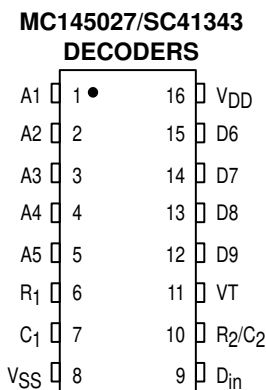 MC145027/SC41343
DECODERS
A1 1 16 VDD
A2 2 15 D6
A3 3 14 D7
A4 4 13 D8
A5 5 12 D9
R1 6 11 VT
C1 7 10 R2/C2
VSS 8 9 Din